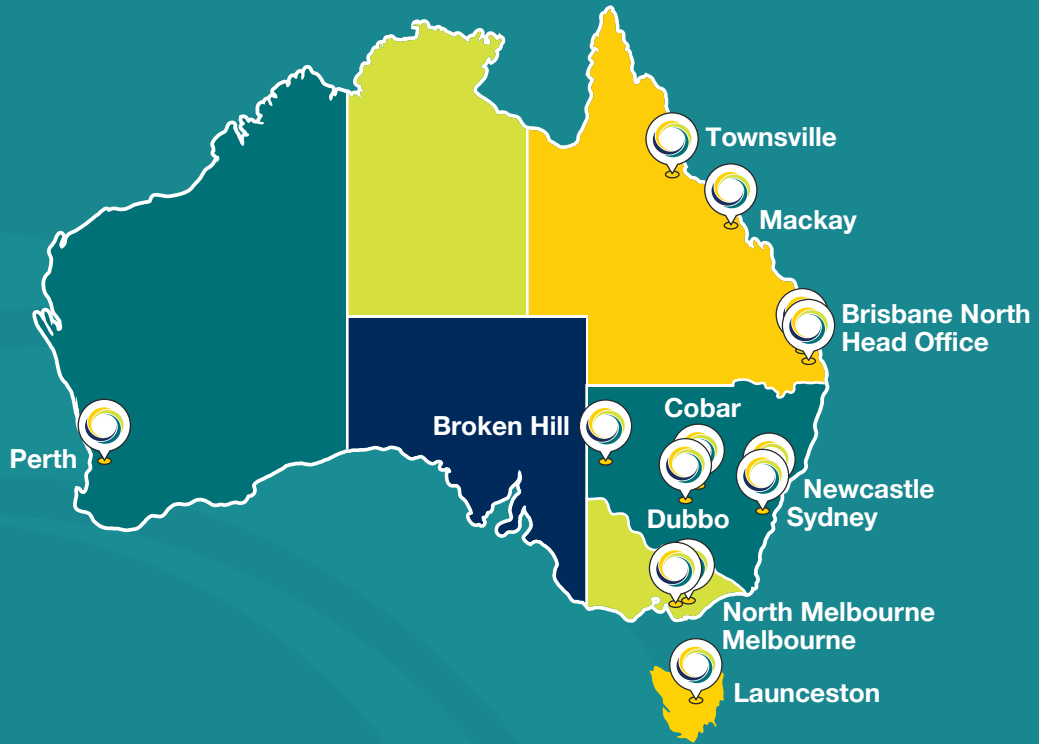 Townsville
Mackay
Brisbane North
Head Office
Cobar
Broken Hill
Perth
Newcastle
Sydney
Dubbo
North Melbourne
Melbourne
Launceston